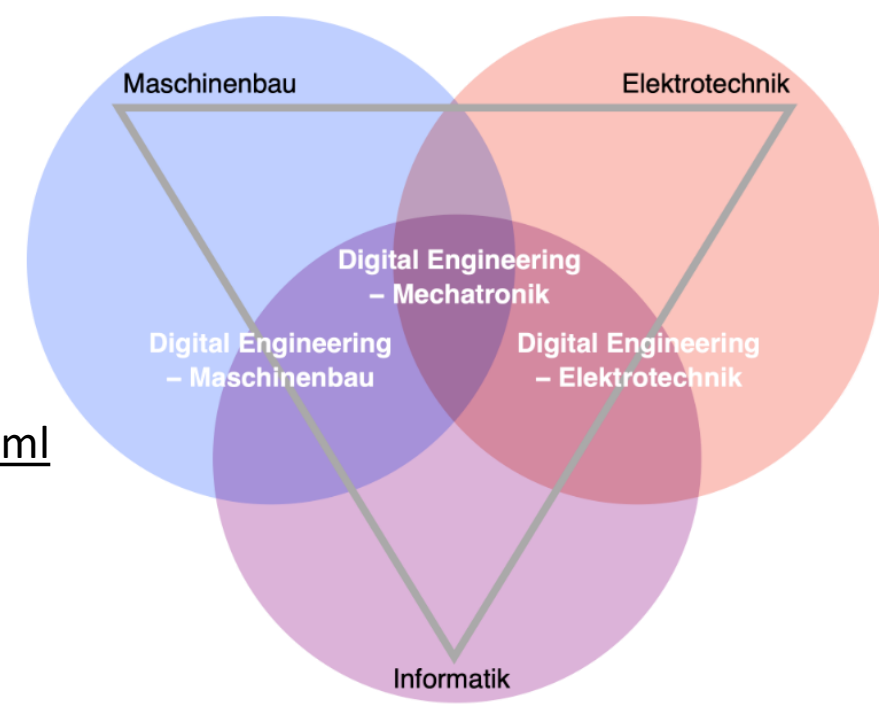 Maschinenbau
Elektrotechnik
Digital Engineering
– Mechatronik
Digital Engineering
– Maschinenbau
Digital Engineering
– Elektrotechnik
ml
Informatik